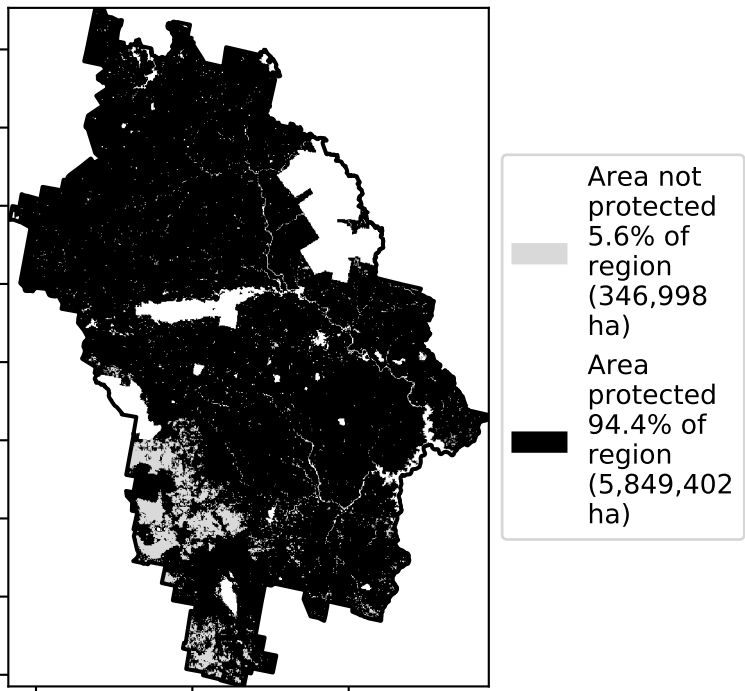 Area not
protected
5.6% of
region
(346,998
ha)
Area
protected
94.4% of
region
(5,849,402
ha)